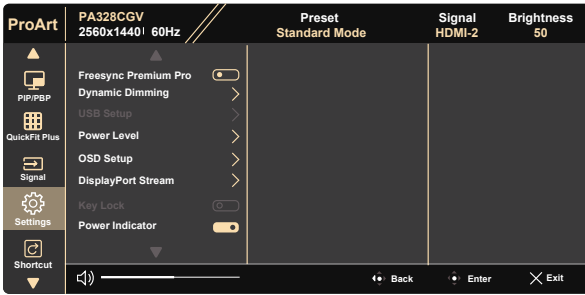 ProArt
PA328CGV
2560x1440 60Hz
Preset
Standard Mode
Signal
HDMI-2
Brightness
50
PIP/PBP
QuickFit Plus
Signal
Settings
Shortcut
Freesync Premium Pro
Dynamic Dimming
USB Setup
Power Level
OSD Setup
DisplayPort Stream
Key Lock
Power Indicator
Back
Enter
Exit